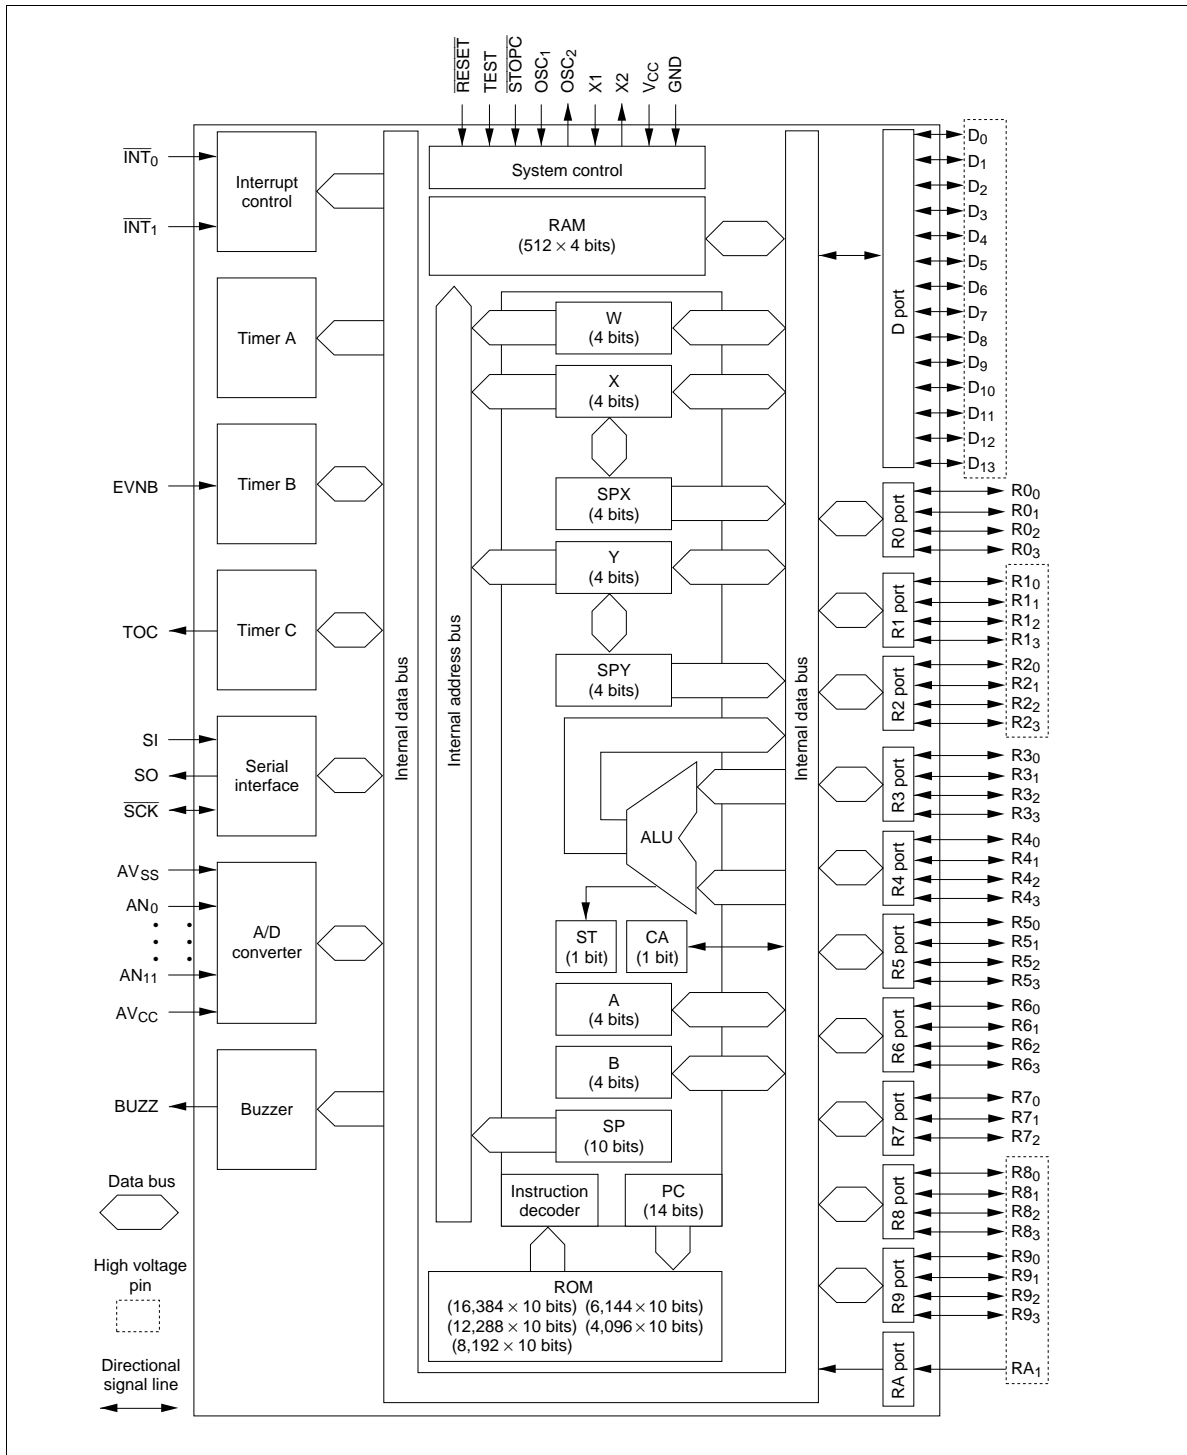 RESET
TEST
STOPC
OSC1
OSC2
X1
X2
VCC
GND
INT0
INT1
EVNB
TOC
SI
SO
SCK
AVSS
AN0
AN11
AVCC
BUZZ
Interrupt
control
Timer A
Timer B
Timer C
Serial
interface
A/D
converter
Buzzer
Internal data bus
Internal address bus
System control
RAM
(512 × 4 bits)
W
(4 bits)
X
(4 bits)
SPX
(4 bits)
Y
(4 bits)
SPY
(4 bits)
ALU
ST
(1 bit)
CA
(1 bit)
A
(4 bits)
B
(4 bits)
SP
(10 bits)
Instruction
decoder
PC
(14 bits)
ROM
(16,384 × 10 bits) (6,144 × 10 bits)
(12,288 × 10 bits) (4,096 × 10 bits)
(8,192 × 10 bits)
Internal data bus
D port
D0
D1
D2
D3
D4
D5
D6
D7
D8
D9
D10
D11
D12
D13
R0 port
R00
R01
R02
R03
R1 port
R10
R11
R12
R13
R2 port
R20
R21
R22
R23
R3 port
R30
R31
R32
R33
R4 port
R40
R41
R42
R43
R5 port
R50
R51
R52
R53
R6 port
R60
R61
R62
R63
R7 port
R70
R71
R72
R8 port
R80
R81
R82
R83
R9 port
R90
R91
R92
R93
RA port
RA1
Data bus
High voltage
pin
Directional
signal line